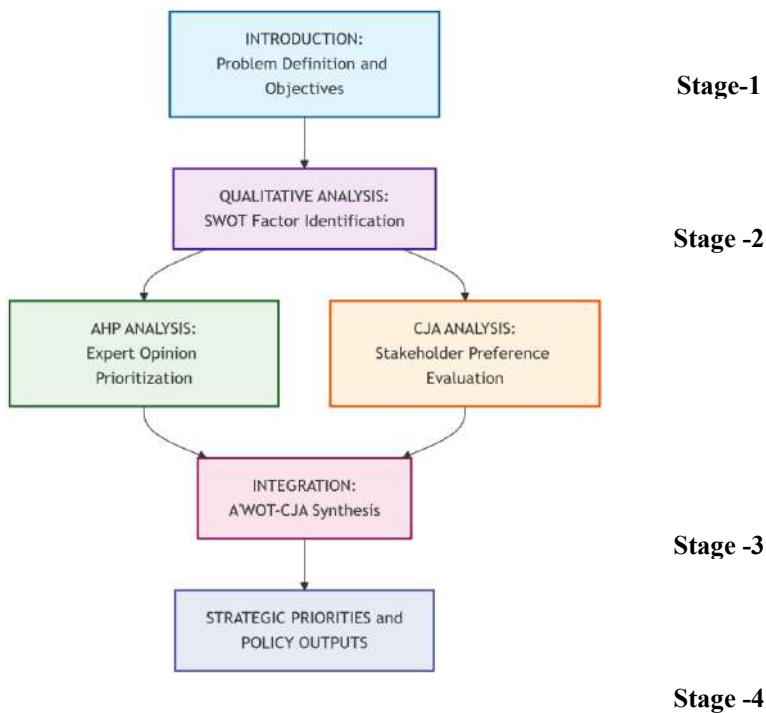 INTRODUCTION:
Problem Definition and
Objectives
Stage-1
QUALITATIVE ANALYSIS:
SWOT Factor Identification
Stage -2
AHP ANALYSIS:
Expert Opinion
Prioritization
CJA ANALYSIS:
Stakeholder Preference
Evaluation
INTEGRATION:
A'WOT-CJA Synthesis
Stage -3
STRATEGIC PRIORITIES and
POLICY OUTPUTS
Stage -4